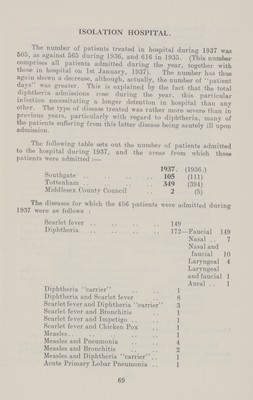 ISOLATION HOSPITAL.
The number of patients treated in hospital during 1937 was
505, as against 565 during 1936, and 616 in 1935. (This number
comprises all patients admitted during the year, together with
those in hospital on 1st January, 1937). The number has thus
again shown a decrease, although, actually, the number of "patient
days" was greater. This is explained by the fact that the total
diphtheria admissions rose during the year, this particular
infection necessitating a longer detention in hospital than any
other. The type of disease treated was rather more severe than in
previous years, particularly with regard to diphtheria, many of
the patients suffering from this latter disease being acutely ill upon
admission.
The following table sets out the number of patients admitted
to the hospital during 1937, and the areas from which these
patients were admitted :—
1937. (1936.)
Southgate .. .. .. .. 105 (111)
Tottenham .. .. .. .. 349 (394)
Middlesex County Council 2 (5)
The diseases for which the 456 patients were admitted during
1937 were as follows :
Scarlet fever .. .. .. .. 149
Diphtheria .. .. .. .. 172—Faucial 149
Nasal .. 7
Nasal and
faucial 10
Laryngeal 4
Laryngeal
and faucial 1
Aural .. 1
Diphtheria "carrier" .. .. 1
Diphtheria and Scarlet fever .. 8
Scarlet fever and Diphtheria "carrier" 3
Scarlet fever and Bronchitis .. 1
Scarlet fever and Impetigo .. .. 1
Scarlet fever and Chicken Pox .. 1
Measles .. .. .. .. 1
Measles and Pneumonia .. .. 4
Measles and Bronchitis .. .. 2
Measles and Diphtheria "carrier" .. 1
Acute Primary Lobar Pneumonia .. 1
69